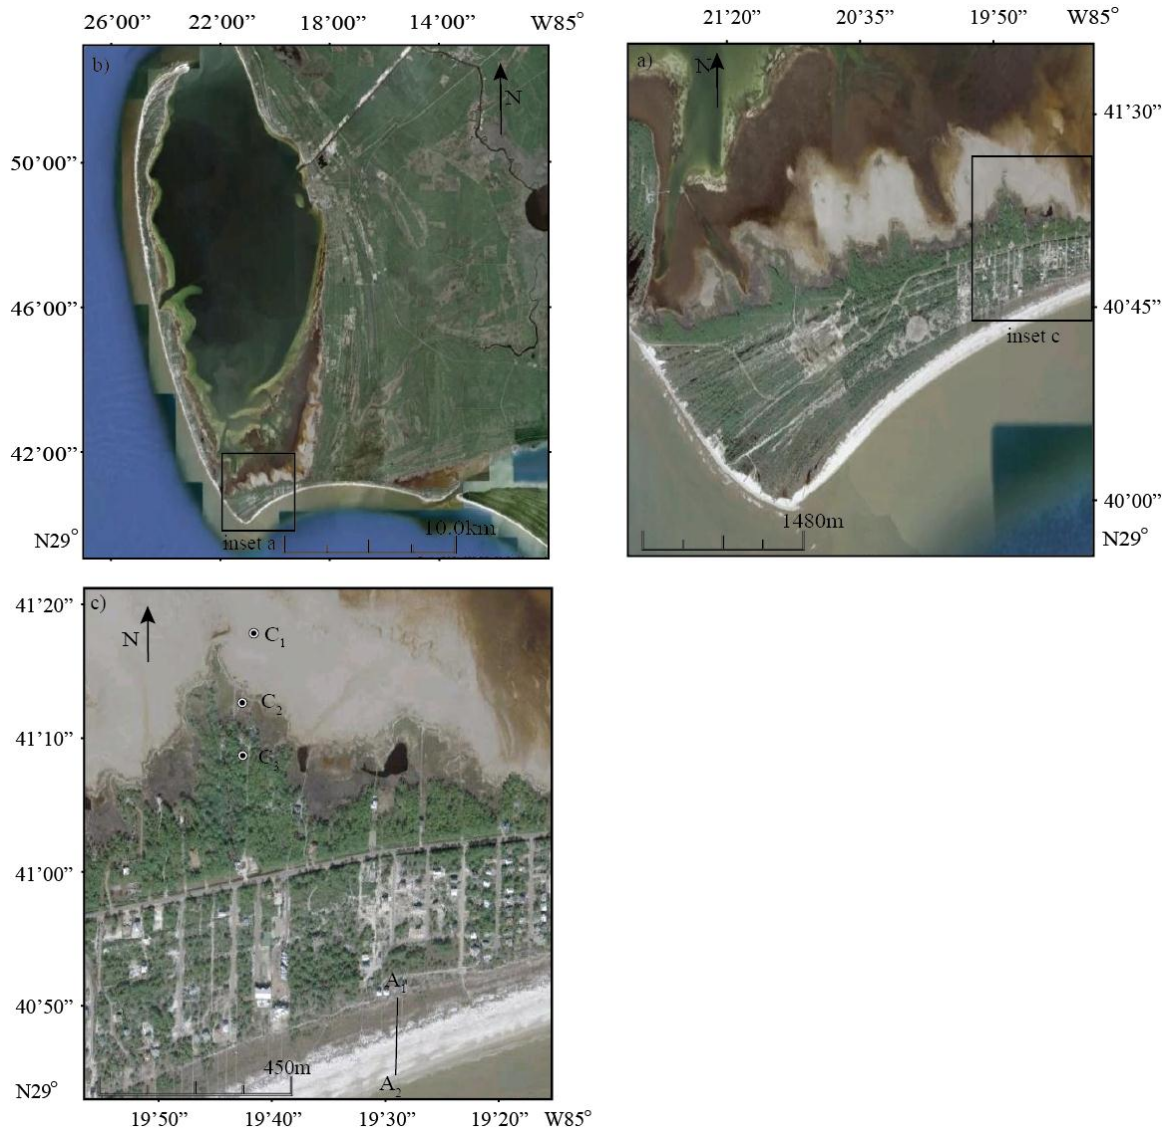 26’00” 22’00” 18’00” 14’00” W85°
b)
N
50’00”
46’00”
42’00”
N29°
inset a
10.0km
21’20” 20’35” 19’50” W85°
a)
N
41’30”
40’45”
inset c
40’00”
1480m
N29°
41’20”
c)
N
C1
C2
41’10”
C3
41’00”
A1
40’50”
450m
N29°
A2
19’50” 19’40” 19’30” 19’20” W85°